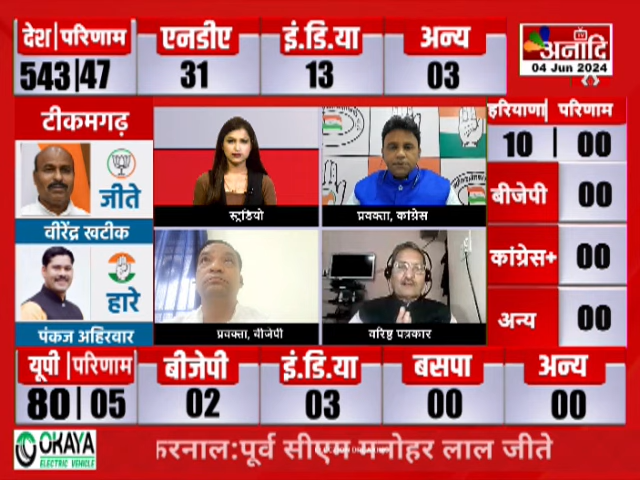 देश परिणाम एनडीए इं.डि.या अन्य
543 47 31 13 03
अनादि TV
04 Jun 2024
टीकमगढ़
जीते
वीरेंद्र खटीक
हारे
पंकज अहिरवार
स्टूडियो
प्रवक्ता, कांग्रेस
प्रवक्ता, बीजेपी
वरिष्ठ पत्रकार
हरियाणा परिणाम
10 00
बीजेपी 00
कांग्रेस+ 00
अन्य 00
यूपी परिणाम बीजेपी इं.डि.या बसपा अन्य
80 05 02 03 00 00
OKAYA
ELECTRIC VEHICLE
करनाल:पूर्व सीएम मनोहर लाल जीते